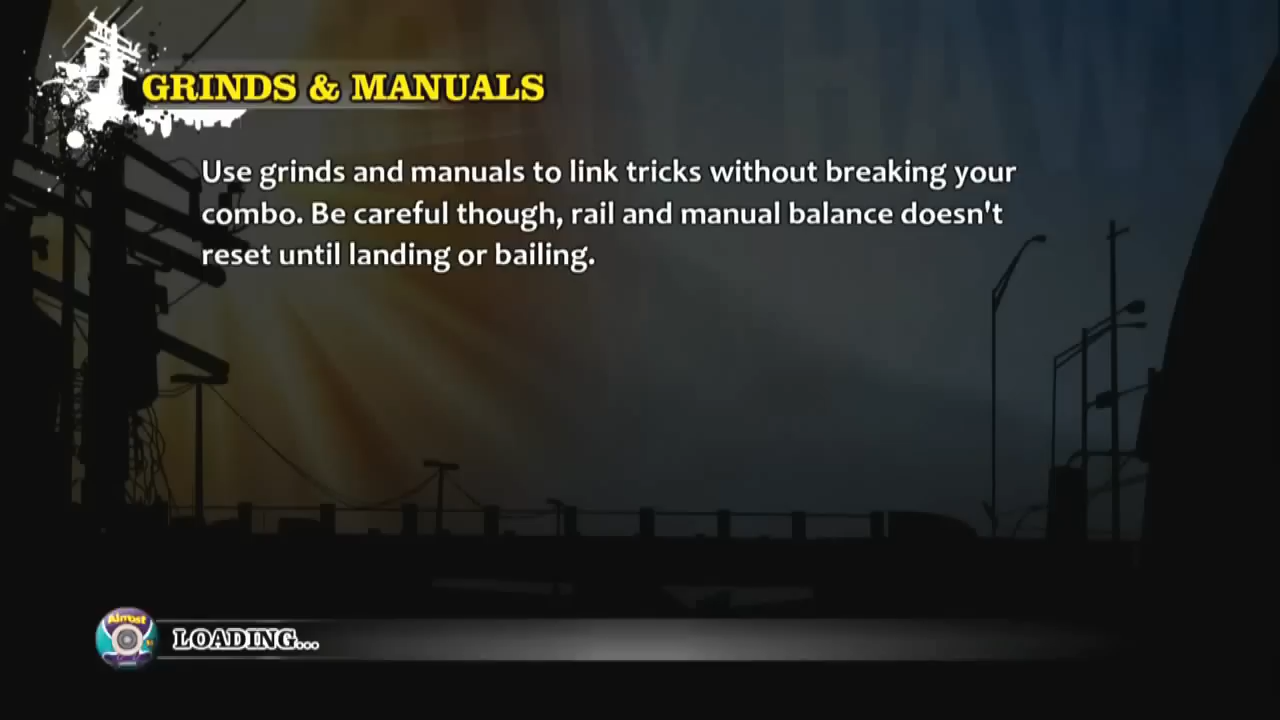 GRINDS & MANUALS
Use grinds and manuals to link tricks without breaking your
combo. Be careful though, rail and manual balance doesn't
reset until landing or bailing.
Almost
LOADING...